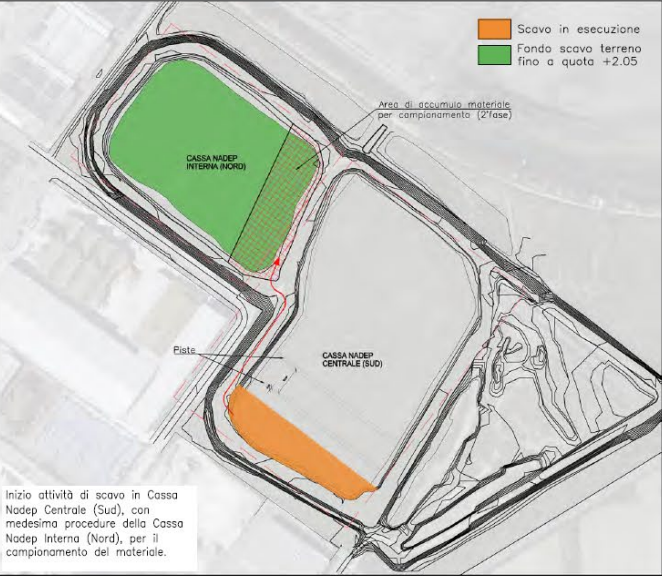 Scavo in esecuzione
Fondo scavo terreno
fino a quota +2.05
Area di accumulo materiale
per campionamento (2°fase)
CASSA NADEP
INTERNA (NORD)
Piste
CASSA NADEP
CENTRALE (SUD)
Inizio attività di scavo in Cassa
Nadep Centrale (Sud), con
medesima procedure della Cassa
Nadep Interna (Nord), per il
campionamento del materiale.